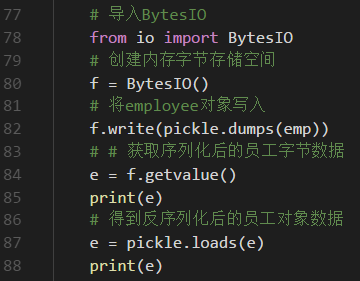 77 # 导入BytesIO
78 from io import BytesIO
79 # 创建内存字节存储空间
80 f = BytesIO()
81 # 将employee对象写入
82 f.write(pickle.dumps(emp))
83 # # 获取序列化后的员工字节数据
84 e = f.getvalue()
85 print(e)
86 # 得到反序列化后的员工对象数据
87 e = pickle.loads(e)
88 print(e)